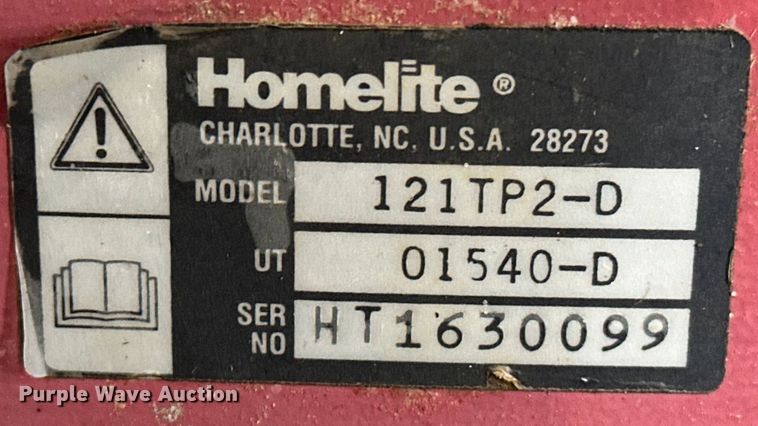 Homelite ®
CHARLOTTE, NC, U.S.A. 28273
MODEL 121TP2-D
UT 01540-D
SER NO HT1630099
Purple Wave Auction